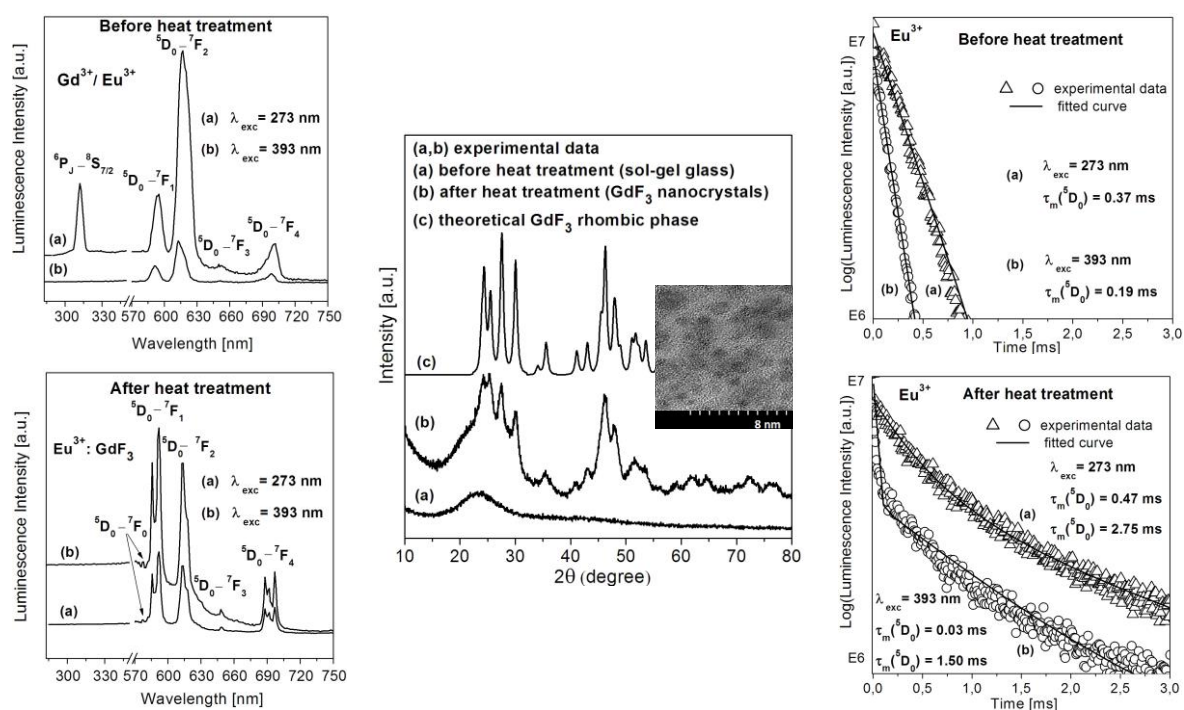 Before heat treatment
⁵D₀ – ⁷F₂
Gd³⁺/ Eu³⁺
(a) λexc = 273 nm
(b) λexc = 393 nm
⁶P_J – ⁸S₇/₂
⁵D₀ – ⁷F₁
⁵D₀ – ⁷F₃
⁵D₀ – ⁷F₄
(a)
(b)
Luminescence Intensity [a.u.]
300 330 570 600 630 660 690 720 750
Wavelength [nm]
After heat treatment
⁵D₀ – ⁷F₁
⁵D₀ – ⁷F₂
Eu³⁺: GdF₃
(a) λexc = 273 nm
(b) λexc = 393 nm
⁵D₀ – ⁷F₀
⁵D₀ – ⁷F₄
⁵D₀ – ⁷F₃
(b)
(a)
Luminescence Intensity [a.u.]
300 330 570 600 630 660 690 720 750
Wavelength [nm]
(a,b) experimental data
(a) before heat treatment (sol-gel glass)
(b) after heat treatment (GdF₃ nanocrystals)
(c) theoretical GdF₃ rhombic phase
(c)
(b)
(a)
8 nm
Intensity [a.u.]
10 20 30 40 50 60 70 80
2θ (degree)
E7
Eu³⁺
Before heat treatment
experimental data
fitted curve
(a) λexc = 273 nm
τm(⁵D₀) = 0.37 ms
(b) λexc = 393 nm
τm(⁵D₀) = 0.19 ms
(b)
(a)
E6
Log(Luminescence Intensity [a.u.])
0,0 0,5 1,0 1,5 2,0 2,5 3,0
Time [ms]
E7
Eu³⁺
After heat treatment
experimental data
fitted curve
λexc = 273 nm
τm(⁵D₀) = 0.47 ms
(a)
τm(⁵D₀) = 2.75 ms
λexc = 393 nm
τm(⁵D₀) = 0.03 ms
τm(⁵D₀) = 1.50 ms
(b)
E6
Log(Luminescence Intensity [a.u.])
0,0 0,5 1,0 1,5 2,0 2,5 3,0
Time [ms]